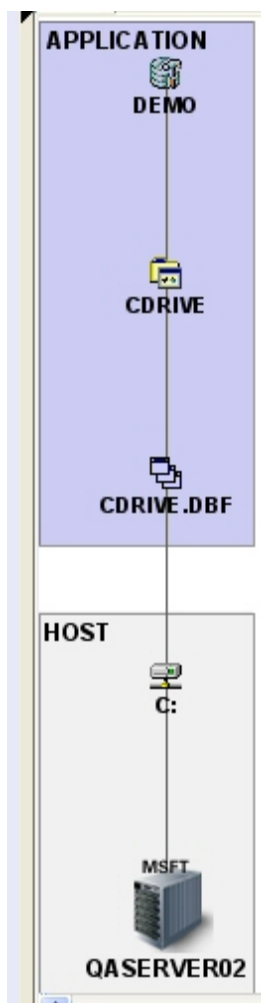 APPLICATION
DEMO
CDRIVE
CDRIVE.DBF
HOST
C:
MSFT
QASERVER02